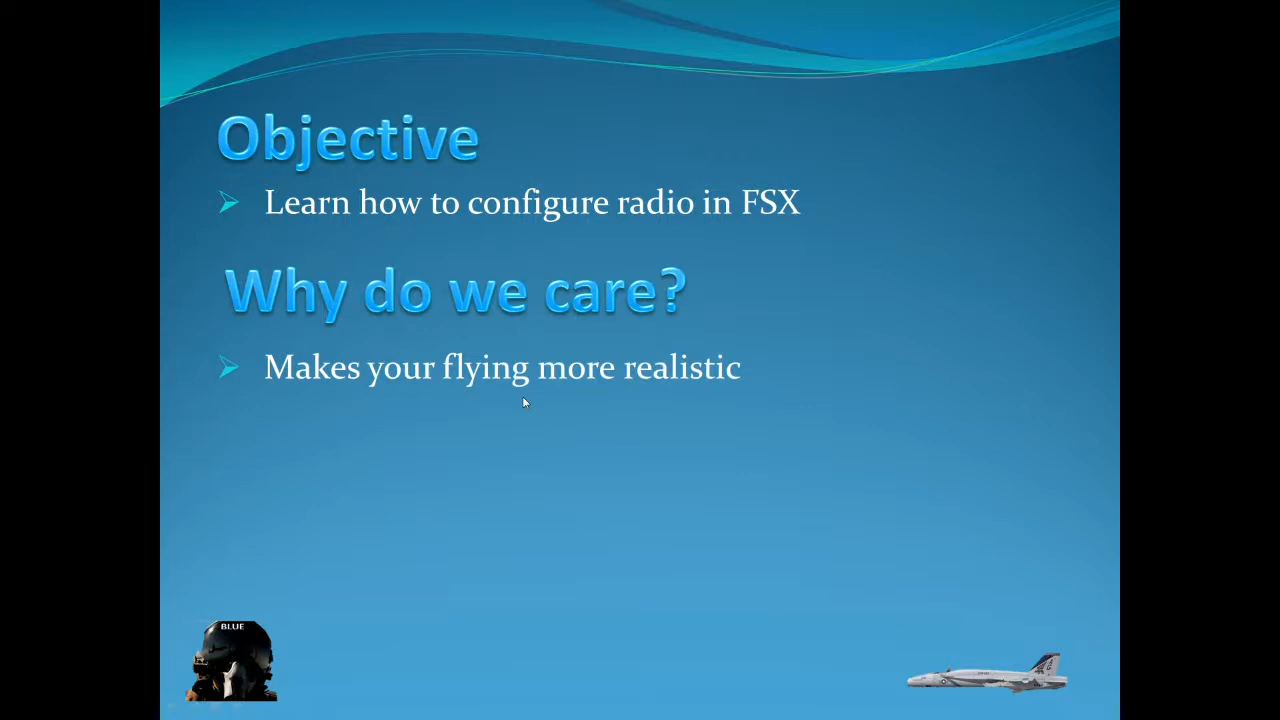 Objective
Learn how to configure radio in FSX
Why do we care?
Makes your flying more realistic
BLUE